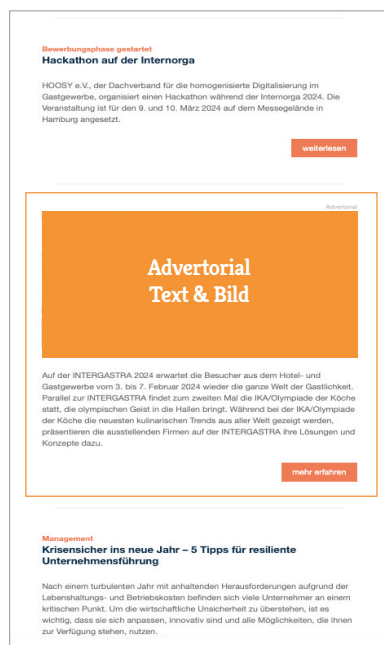 Bewerbungsphase gestartet
Hackathon auf der Internorga
HOOSY e.V., der Dachverband für die homogenisierte Digitalisierung im
Gastgewerbe, organisiert einen Hackathon während der Internorga 2024. Die
Veranstaltung ist für den 9. und 10. März 2024 auf dem Messegelände in
Hamburg angesetzt.
weiterlesen
Advertorial
Advertorial
Text & Bild
Auf der INTERGASTRA 2024 erwartet die Besucher aus dem Hotel- und
Gastgewerbe vom 3. bis 7. Februar 2024 wieder die ganze Welt der Gastlichkeit.
Parallel zur INTERGASTRA findet zum zweiten Mal die IKA/Olympiade der Köche
statt, die olympischen Geist in die Hallen bringt. Während bei der IKA/Olympiade
der Köche die neuesten kulinarischen Trends aus aller Welt gezeigt werden,
präsentieren die ausstellenden Firmen auf der INTERGASTRA ihre Lösungen und
Konzepte dazu.
mehr erfahren
Management
Krisensicher ins neue Jahr – 5 Tipps für resiliente
Unternehmensführung
Nach einem turbulenten Jahr mit anhaltenden Herausforderungen aufgrund der
Lebenshaltungs- und Betriebskosten befinden sich viele Unternehmer an einem
kritischen Punkt. Um die wirtschaftliche Unsicherheit zu überstehen, ist es
wichtig, dass sie sich anpassen, innovativ sind und alle Möglichkeiten, die ihnen
zur Verfügung stehen, nutzen.